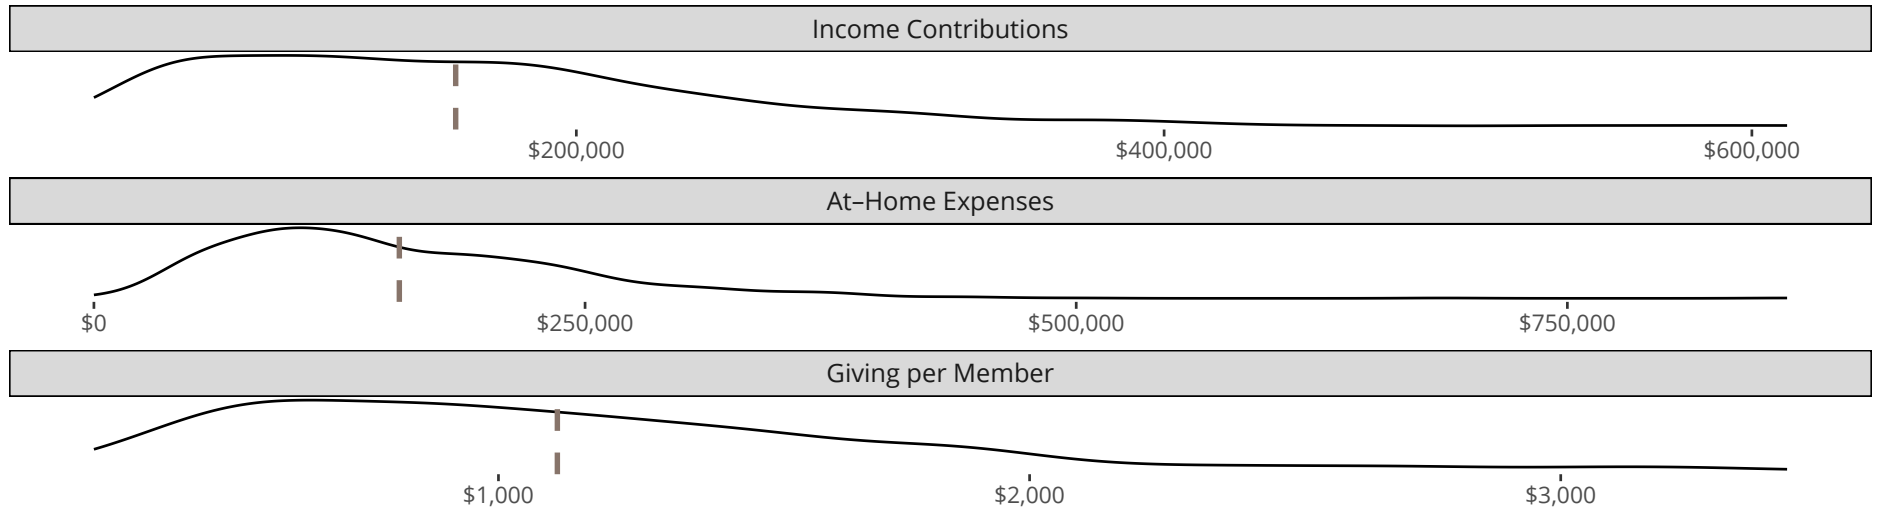 Income Contributions
$200,000 $400,000 $600,000
At–Home Expenses
$0 $250,000 $500,000 $750,000
Giving per Member
$1,000 $2,000 $3,000